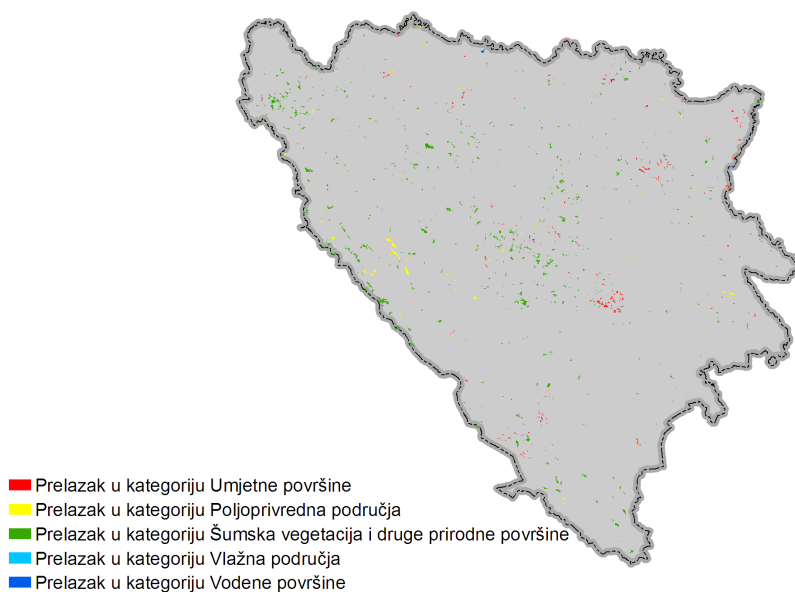 Prelazak u kategoriju Umjetne površine
Prelazak u kategoriju Poljoprivredna područja
Prelazak u kategoriju Šumska vegetacija i druge prirodne površine
Prelazak u kategoriju Vlažna područja
Prelazak u kategoriju Vodene površine